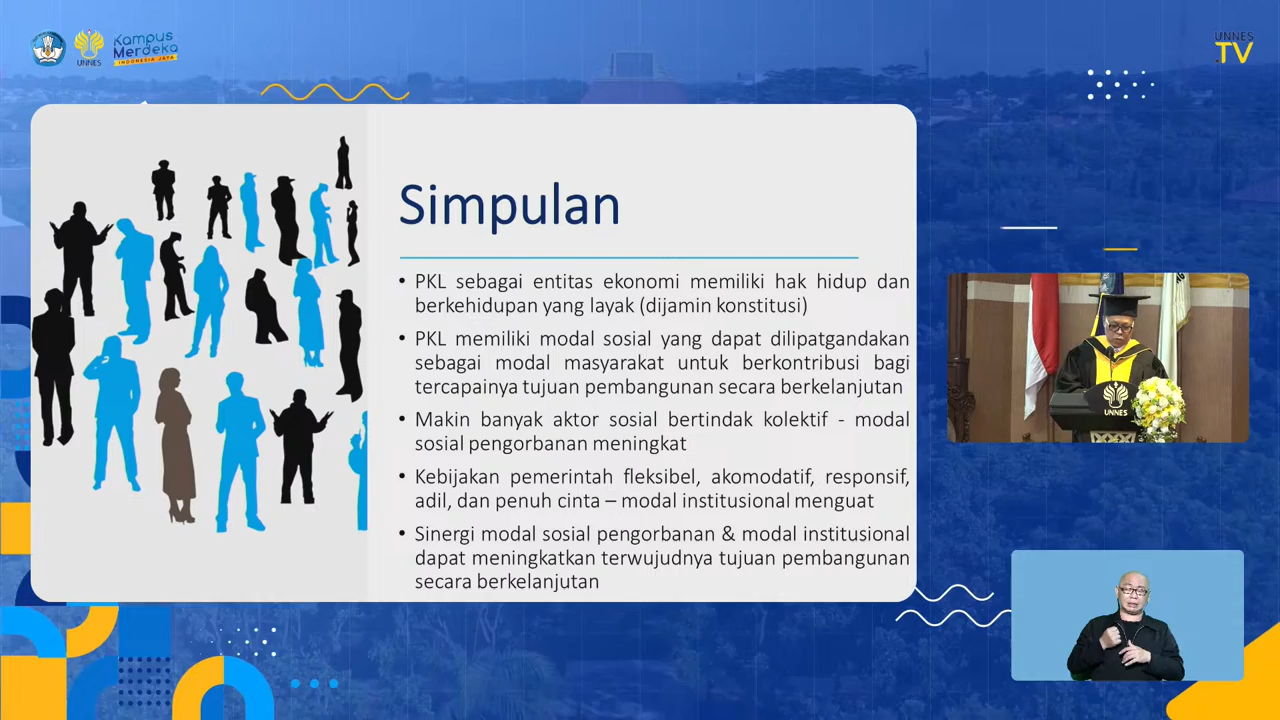 UNNES
Kampus
Merdeka
INDONESIA JAYA
UNNES
TV
Simpulan
• PKL sebagai entitas ekonomi memiliki hak hidup dan
berkehidupan yang layak (dijamin konstitusi)
• PKL memiliki modal sosial yang dapat dilipatgandakan
sebagai modal masyarakat untuk berkontribusi bagi
tercapainya tujuan pembangunan secara berkelanjutan
• Makin banyak aktor sosial bertindak kolektif - modal
sosial pengorbanan meningkat
• Kebijakan pemerintah fleksibel, akomodatif, responsif,
adil, dan penuh cinta – modal institusional menguat
• Sinergi modal sosial pengorbanan & modal institusional
dapat meningkatkan terwujudnya tujuan pembangunan
secara berkelanjutan
UNNES